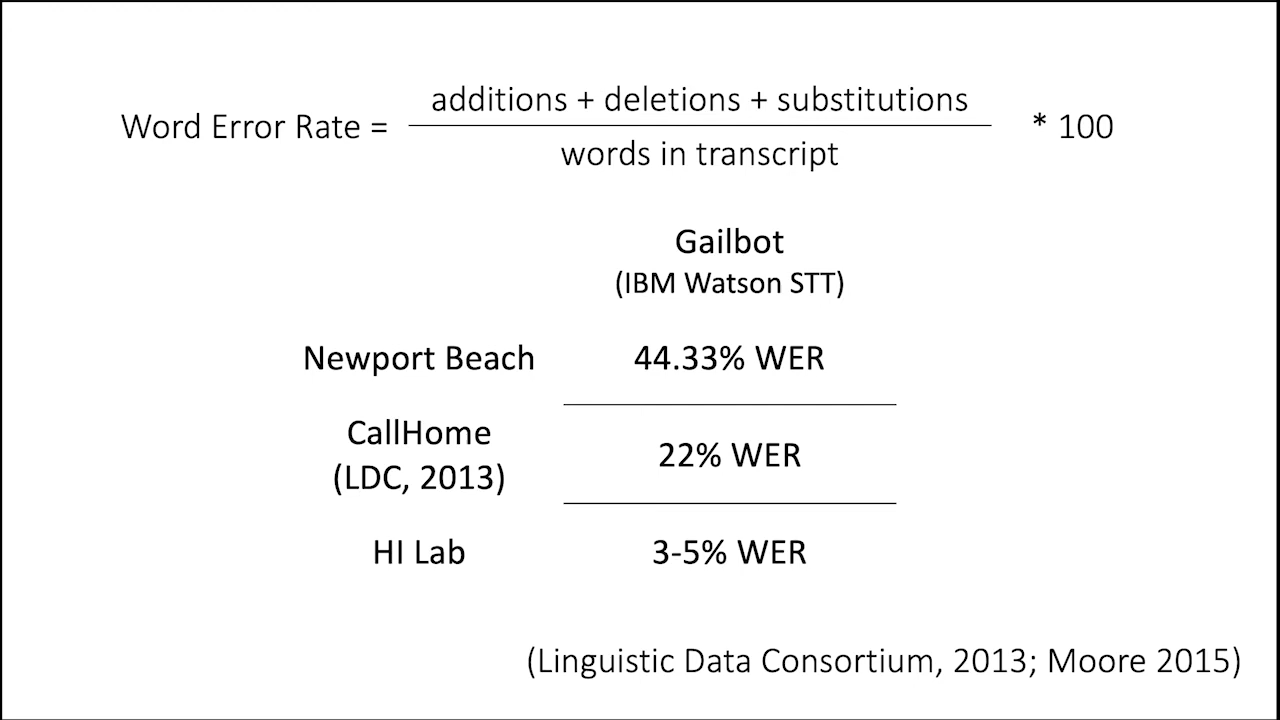 additions + deletions + substitutions
Word Error Rate = * 100
words in transcript
Gailbot
(IBM Watson STT)
Newport Beach 44.33% WER
CallHome
(LDC, 2013) 22% WER
HI Lab 3-5% WER
(Linguistic Data Consortium, 2013; Moore 2015)